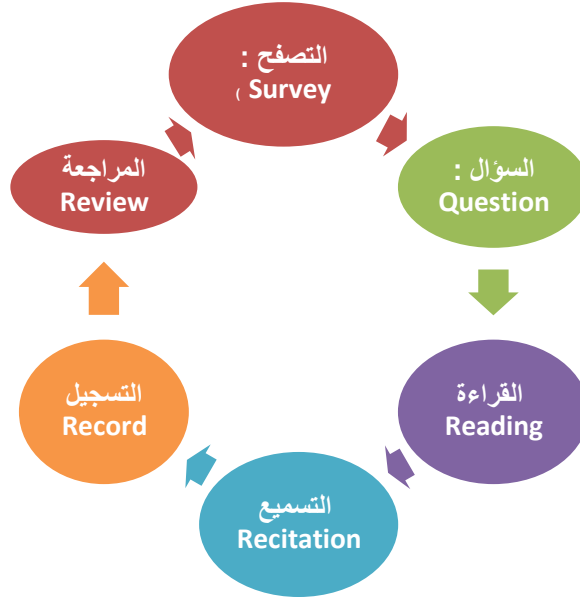 التصفح :
( Survey
السؤال :
Question
القراءة
Reading
التسميع
Recitation
التسجيل
Record
المراجعة
Review